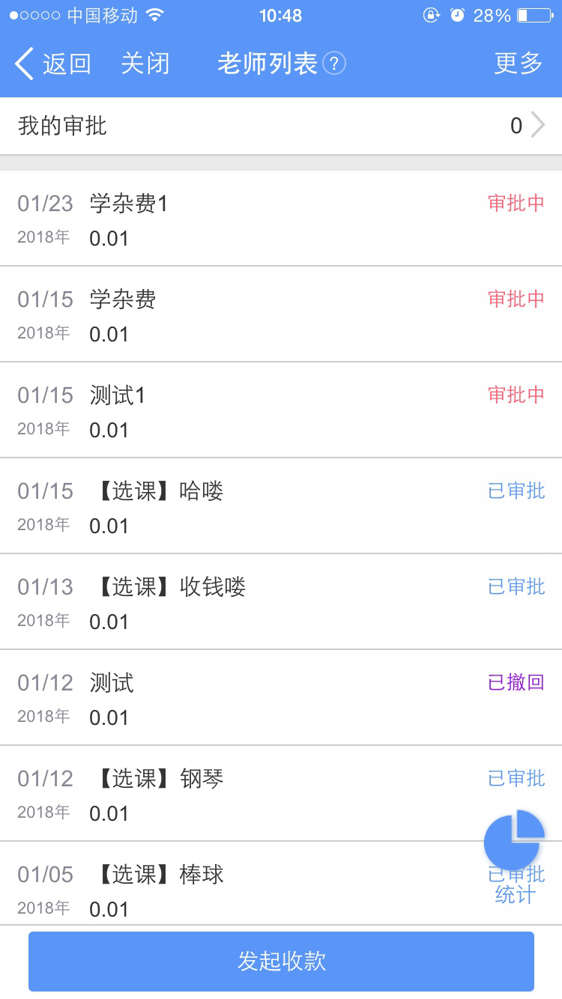 中国移动 10:48 28%
返回 关闭 老师列表? 更多
我的审批 0
01/23 学杂费1 审批中
2018年 0.01
01/15 学杂费 审批中
2018年 0.01
01/15 测试1 审批中
2018年 0.01
01/15 【选课】哈喽 已审批
2018年 0.01
01/13 【选课】收钱喽 已审批
2018年 0.01
01/12 测试 已撤回
2018年 0.01
01/12 【选课】钢琴 已审批
2018年 0.01
01/05 【选课】棒球 已审批
统计
2018年 0.01
发起收款